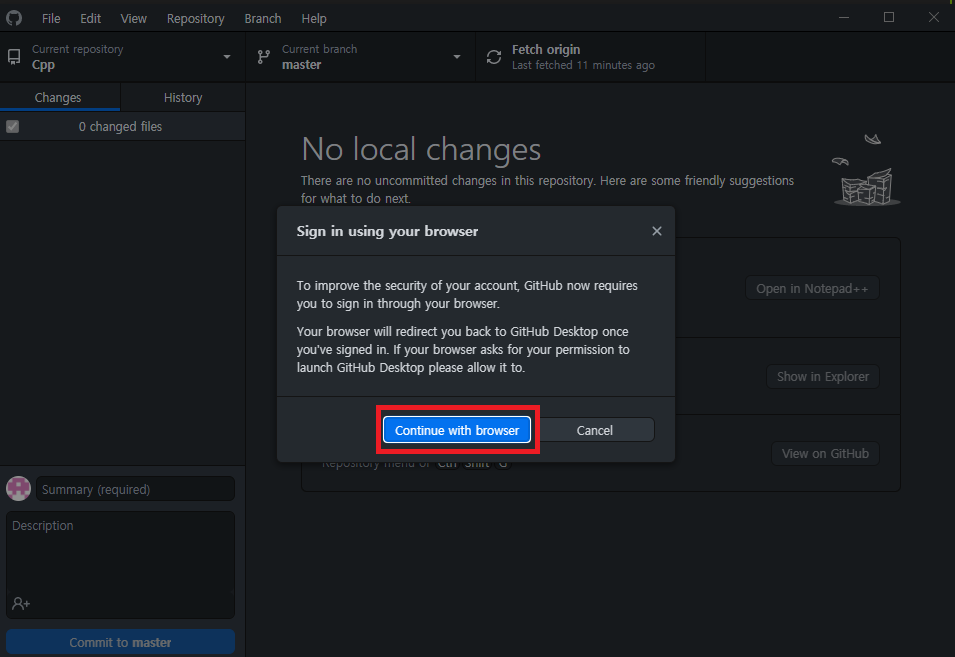 File Edit View Repository Branch Help
Current repository
Cpp
Current branch
master
Fetch origin
Last fetched 11 minutes ago
Changes History
0 changed files
No local changes
There are no uncommitted changes in this repository. Here are some friendly suggestions
for what to do next.
Sign in using your browser
To improve the security of your account, GitHub now requires
you to sign in through your browser.
Your browser will redirect you back to GitHub Desktop once
you've signed in. If your browser asks for your permission to
launch GitHub Desktop please allow it to.
Continue with browser Cancel
Open in Notepad++
Show in Explorer
View on GitHub
Repository menu or Ctrl Shift G
Summary (required)
Description
Commit to master